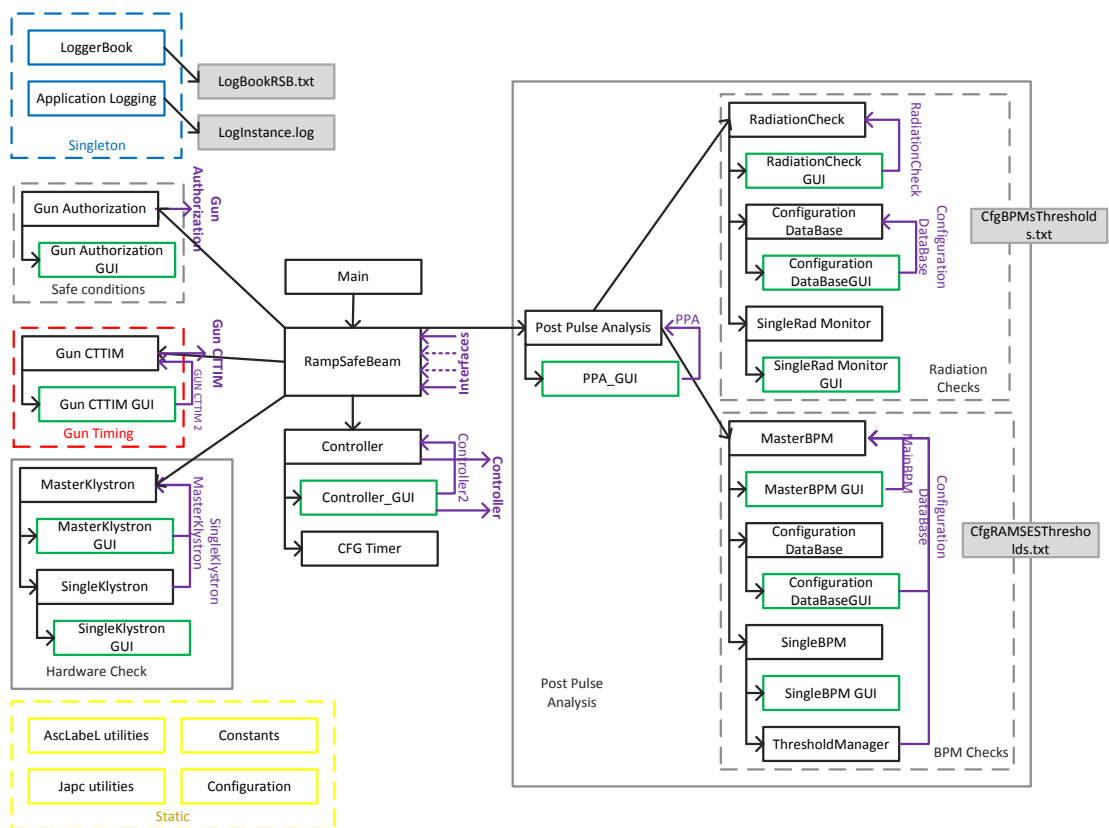 LoggerBook
LogBookRSB.txt
Application Logging
LogInstance.log
Singleton
Gun Authorization
Gun
Authorization
Gun Authorization
GUI
Safe conditions
Gun CTTIM
Gun CTTIM
GUN CTTIM 2
Gun CTTIM GUI
Gun Timing
MasterKlystron
MasterKlystron
GUI
MasterKlystron
SingleKlystron
SingleKlystron
SingleKlystron
GUI
Hardware Check
AscLabeL utilities
Constants
Japc utilities
Configuration
Static
Main
RampSafeBeam
Interfaces
Controller
Controller2
Controller
Controller_GUI
CFG Timer
Post Pulse Analysis
PPA
PPA_GUI
Post Pulse
Analysis
RadiationCheck
RadiationCheck
RadiationCheck
GUI
Configuration
DataBase
Configuration
DataBase
Configuration
DataBaseGUI
SingleRad Monitor
SingleRad Monitor
GUI
Radiation
Checks
CfgBPMsThreshold
s.txt
MasterBPM
MainBPM
MasterBPM GUI
Configuration
DataBase
Configuration
DataBase
Configuration
DataBaseGUI
SingleBPM
SingleBPM GUI
ThresholdManager
BPM Checks
CfgRAMSESThresho
lds.txt